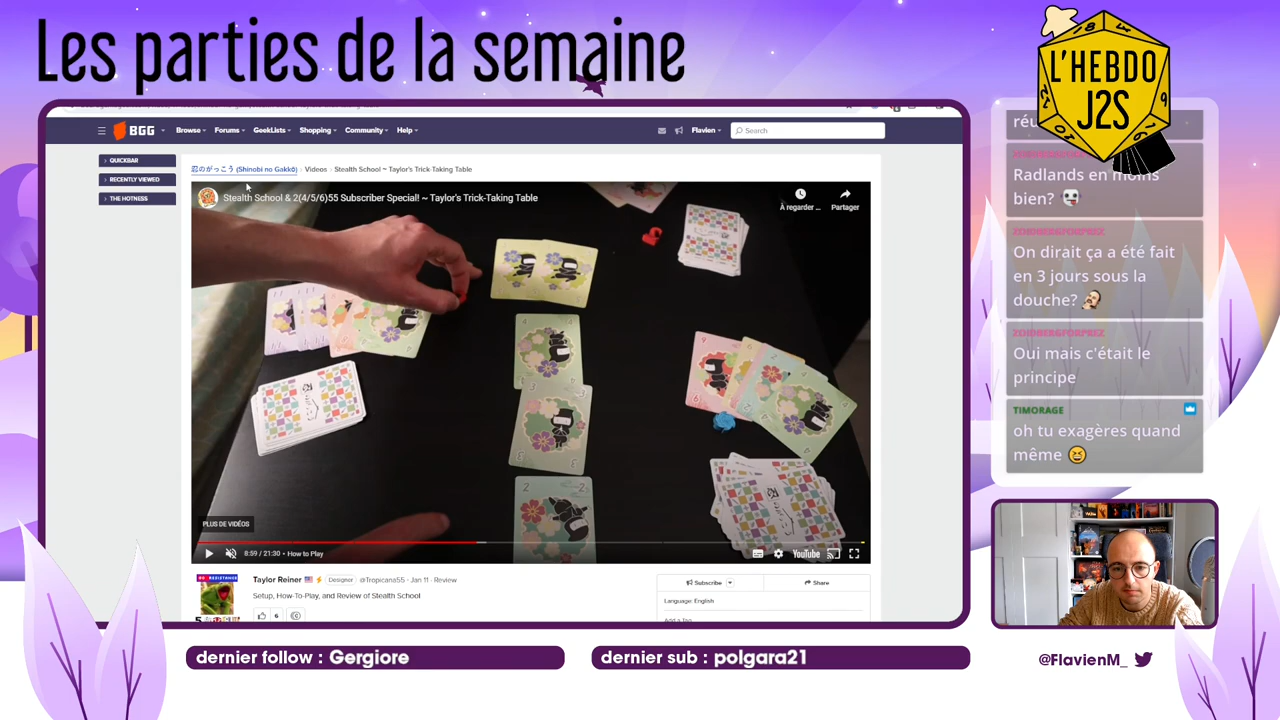 Les parties de la semaine
L'HEBDO
J2S
BGG
Browse
Forums
GeekLists
Shopping
Community
Help
Flavien
Search
QUICKBAR
RECENTLY VIEWED
THE HOTNESS
忍のがっこう (Shinobi no Gakkō) › Videos › Stealth School ~ Taylor's Trick-Taking Table
Stealth School & 2(4/5/6)55 Subscriber Special! ~ Taylor's Trick-Taking Table
À regarder ...
Partager
PLUS DE VIDÉOS
8:59 / 21:30 • How to Play
YouTube
Taylor Reiner
Designer
@Tropicana55 · Jan 11 · Review
Setup, How-To-Play, and Review of Stealth School
6
Subscribe
Share
Language: English
Radlands en moins
bien?
On dirait ça a été fait
en 3 jours sous la
douche?
Oui mais c'était le
principe
TIMORAGE
oh tu exagères quand
même
dernier follow : Gergiore
dernier sub : polgara21
@FlavienM_